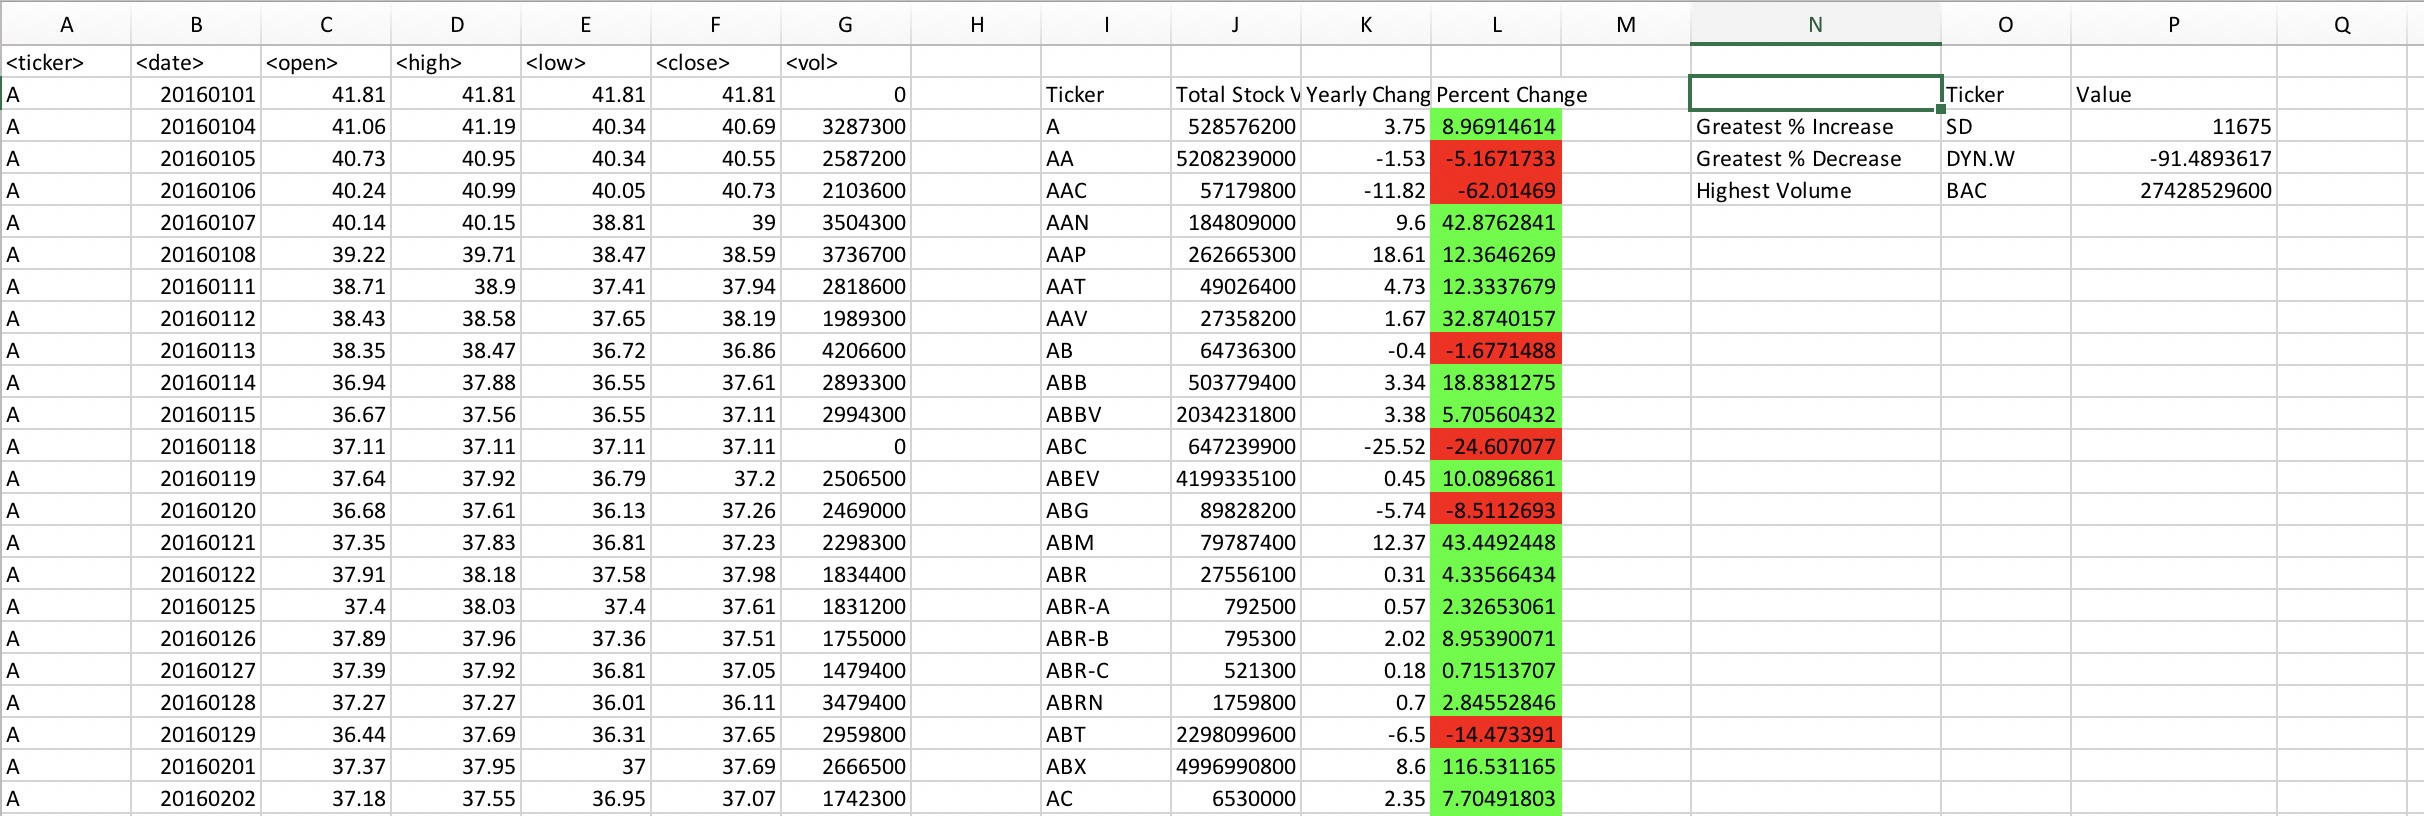 A B C D E F G H I J K L M N O P Q
<ticker> <date> <open> <high> <low> <close> <vol>
A 20160101 41.81 41.81 41.81 41.81 0 Ticker Total Stock V Yearly Chang Percent Change Ticker Value
A 20160104 41.06 41.19 40.34 40.69 3287300 A 528576200 3.75 8.96914614 Greatest % Increase SD 11675
A 20160105 40.73 40.95 40.34 40.55 2587200 AA 5208239000 -1.53 -5.1671733 Greatest % Decrease DYN.W -91.4893617
A 20160106 40.24 40.99 40.05 40.73 2103600 AAC 57179800 -11.82 -62.01469 Highest Volume BAC 27428529600
A 20160107 40.14 40.15 38.81 39 3504300 AAN 184809000 9.6 42.8762841
A 20160108 39.22 39.71 38.47 38.59 3736700 AAP 262665300 18.61 12.3646269
A 20160111 38.71 38.9 37.41 37.94 2818600 AAT 49026400 4.73 12.3337679
A 20160112 38.43 38.58 37.65 38.19 1989300 AAV 27358200 1.67 32.8740157
A 20160113 38.35 38.47 36.72 36.86 4206600 AB 64736300 -0.4 -1.6771488
A 20160114 36.94 37.88 36.55 37.61 2893300 ABB 503779400 3.34 18.8381275
A 20160115 36.67 37.56 36.55 37.11 2994300 ABBV 2034231800 3.38 5.70560432
A 20160118 37.11 37.11 37.11 37.11 0 ABC 647239900 -25.52 -24.607077
A 20160119 37.64 37.92 36.79 37.2 2506500 ABEV 4199335100 0.45 10.0896861
A 20160120 36.68 37.61 36.13 37.26 2469000 ABG 89828200 -5.74 -8.5112693
A 20160121 37.35 37.83 36.81 37.23 2298300 ABM 79787400 12.37 43.4492448
A 20160122 37.91 38.18 37.58 37.98 1834400 ABR 27556100 0.31 4.33566434
A 20160125 37.4 38.03 37.4 37.61 1831200 ABR-A 792500 0.57 2.32653061
A 20160126 37.89 37.96 37.36 37.51 1755000 ABR-B 795300 2.02 8.95390071
A 20160127 37.39 37.92 36.81 37.05 1479400 ABR-C 521300 0.18 0.71513707
A 20160128 37.27 37.27 36.01 36.11 3479400 ABRN 1759800 0.7 2.84552846
A 20160129 36.44 37.69 36.31 37.65 2959800 ABT 2298099600 -6.5 -14.473391
A 20160201 37.37 37.95 37 37.69 2666500 ABX 4996990800 8.6 116.531165
A 20160202 37.18 37.55 36.95 37.07 1742300 AC 6530000 2.35 7.70491803